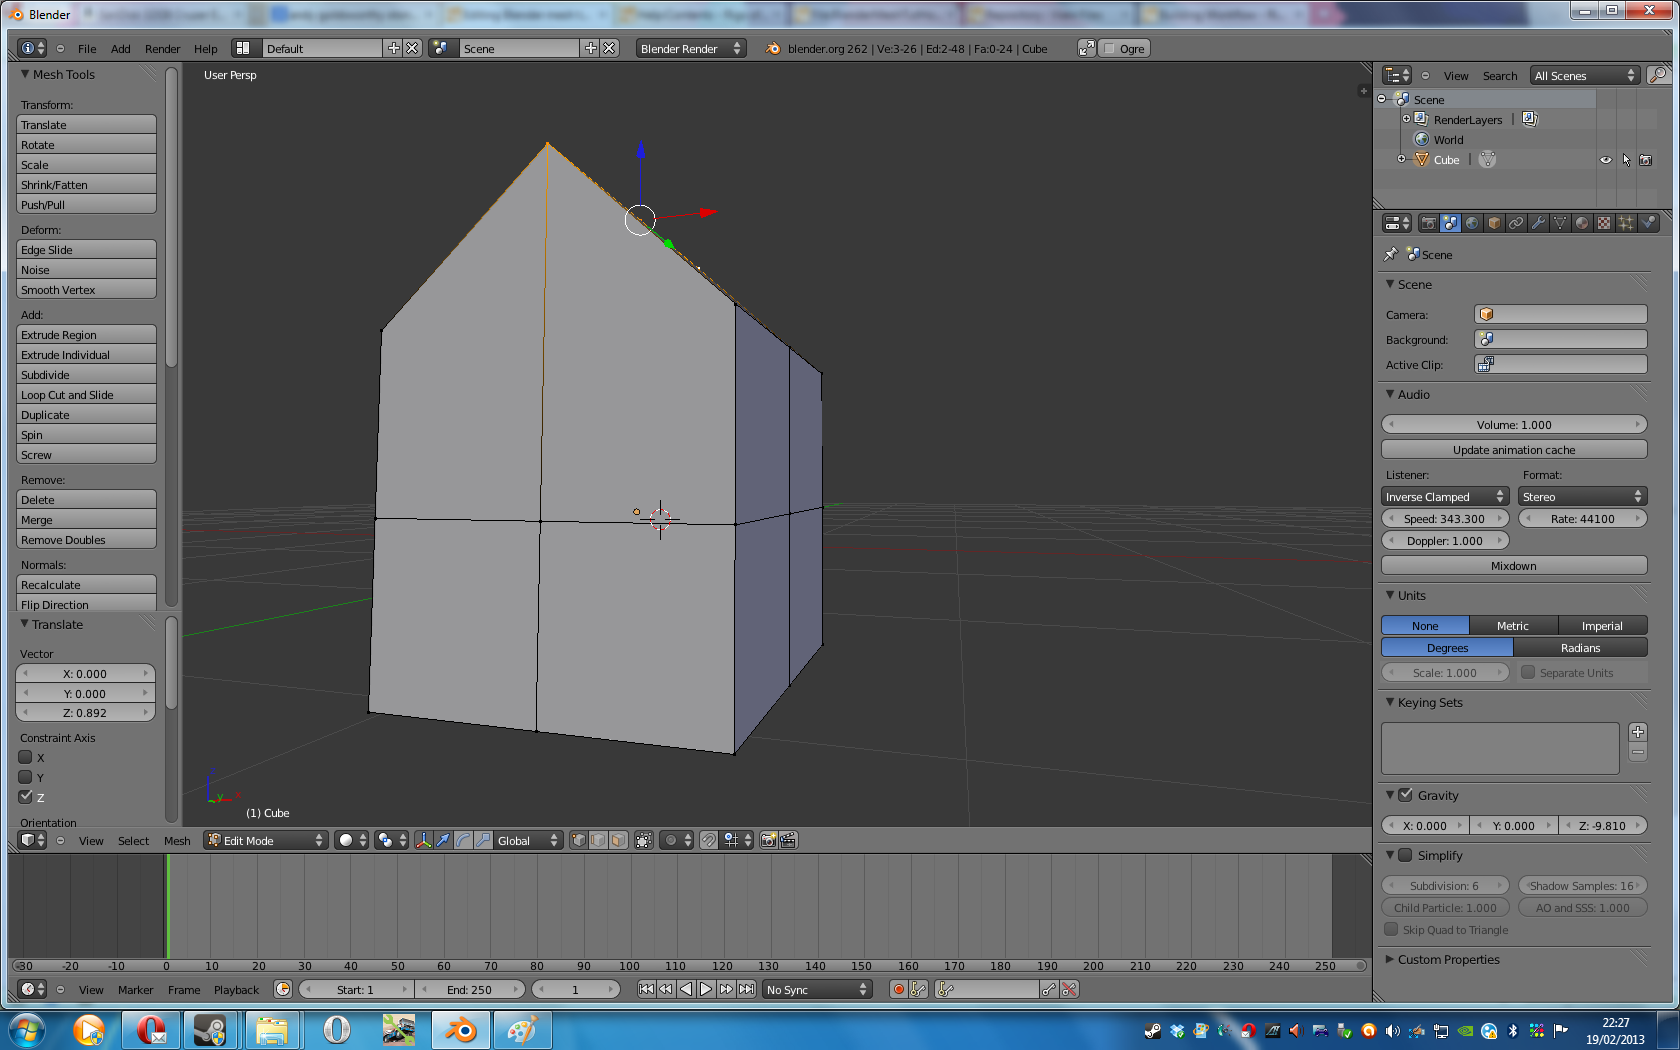 Blender
File Add Render Help Default Scene Blender Render blender.org 262 | Ve:3-26 | Ed:2-48 | Fa:0-24 | Cube Ogre
Mesh Tools
Transform:
Translate
Rotate
Scale
Shrink/Fatten
Push/Pull
Deform:
Edge Slide
Noise
Smooth Vertex
Add:
Extrude Region
Extrude Individual
Subdivide
Loop Cut and Slide
Duplicate
Spin
Screw
Remove:
Delete
Merge
Remove Doubles
Normals:
Recalculate
Flip Direction
Translate
Vector
X: 0.000
Y: 0.000
Z: 0.892
Constraint Axis
X
Y
Z
Orientation
User Persp
(1) Cube
View Select Mesh Edit Mode Global
View Search All Scenes
Scene
RenderLayers |
World
Cube |
Scene
Scene
Camera:
Background:
Active Clip:
Audio
Volume: 1.000
Update animation cache
Listener: Format:
Inverse Clamped Stereo
Speed: 343.300 Rate: 44100
Doppler: 1.000
Mixdown
Units
None Metric Imperial
Degrees Radians
Scale: 1.000 Separate Units
Keying Sets
Gravity
X: 0.000 Y: 0.000 Z: -9.810
Simplify
Subdivision: 6 Shadow Samples: 16
Child Particle: 1.000 AO and SSS: 1.000
Skip Quad to Triangle
Custom Properties
-30 -20 -10 0 10 20 30 40 50 60 70 80 90 100 110 120 130 140 150 160 170 180 190 200 210 220 230 240 250
View Marker Frame Playback Start: 1 End: 250 1 No Sync
22:27
19/02/2013